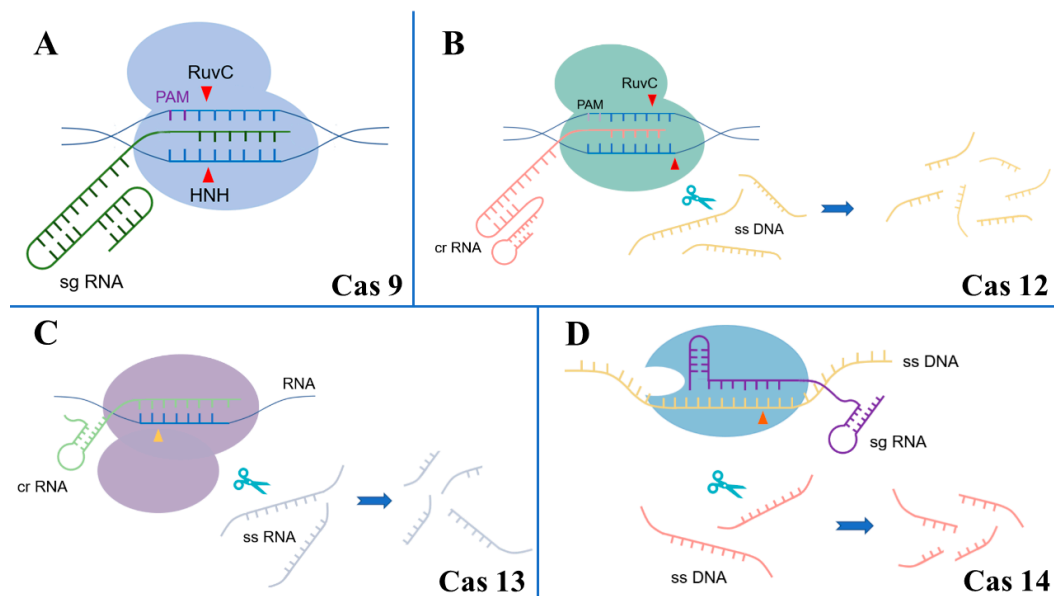 A
RuvC
PAM
HNH
sg RNA
Cas 9
B
RuvC
PAM
cr RNA
ss DNA
Cas 12
C
RNA
cr RNA
ss RNA
Cas 13
D
ss DNA
sg RNA
ss DNA
Cas 14